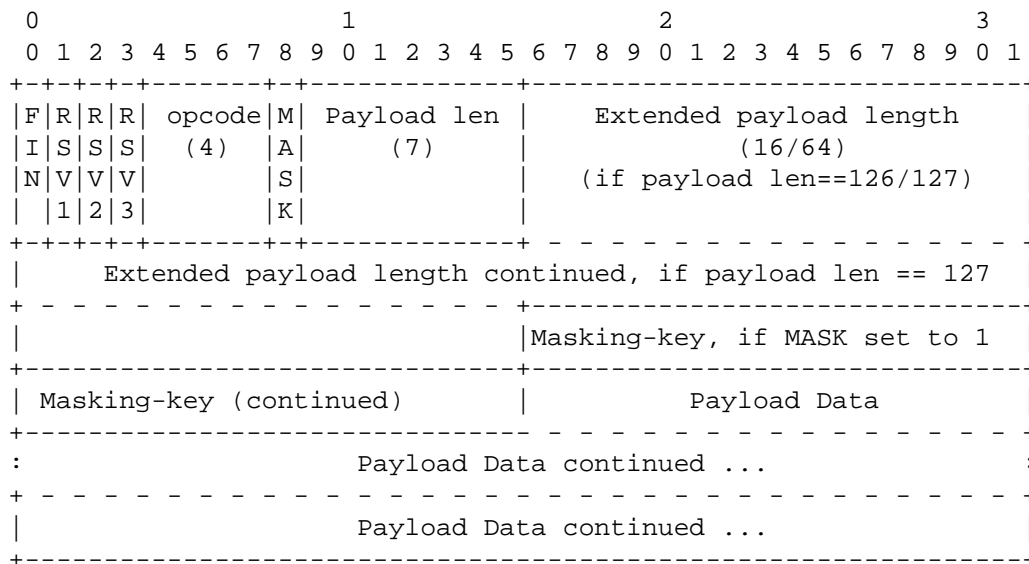 0 1 2 3
0 1 2 3 4 5 6 7 8 9 0 1 2 3 4 5 6 7 8 9 0 1 2 3 4 5 6 7 8 9 0 1
+-+-+-+-+-------+-+-------------+-------------------------------
|F|R|R|R| opcode|M| Payload len | Extended payload length
|I|S|S|S| (4) |A| (7) | (16/64)
|N|V|V|V| |S| | (if payload len==126/127)
| |1|2|3| |K| |
+-+-+-+-+-------+-+-------------+ - - - - - - - - - - - - - - -
| Extended payload length continued, if payload len == 127
+ - - - - - - - - - - - - - - - +-------------------------------
| |Masking-key, if MASK set to 1
+-------------------------------+-------------------------------
| Masking-key (continued) | Payload Data
+-------------------------------- - - - - - - - - - - - - - - -
: Payload Data continued ... :
+ - - - - - - - - - - - - - - - - - - - - - - - - - - - - - - -
| Payload Data continued ...
+---------------------------------------------------------------